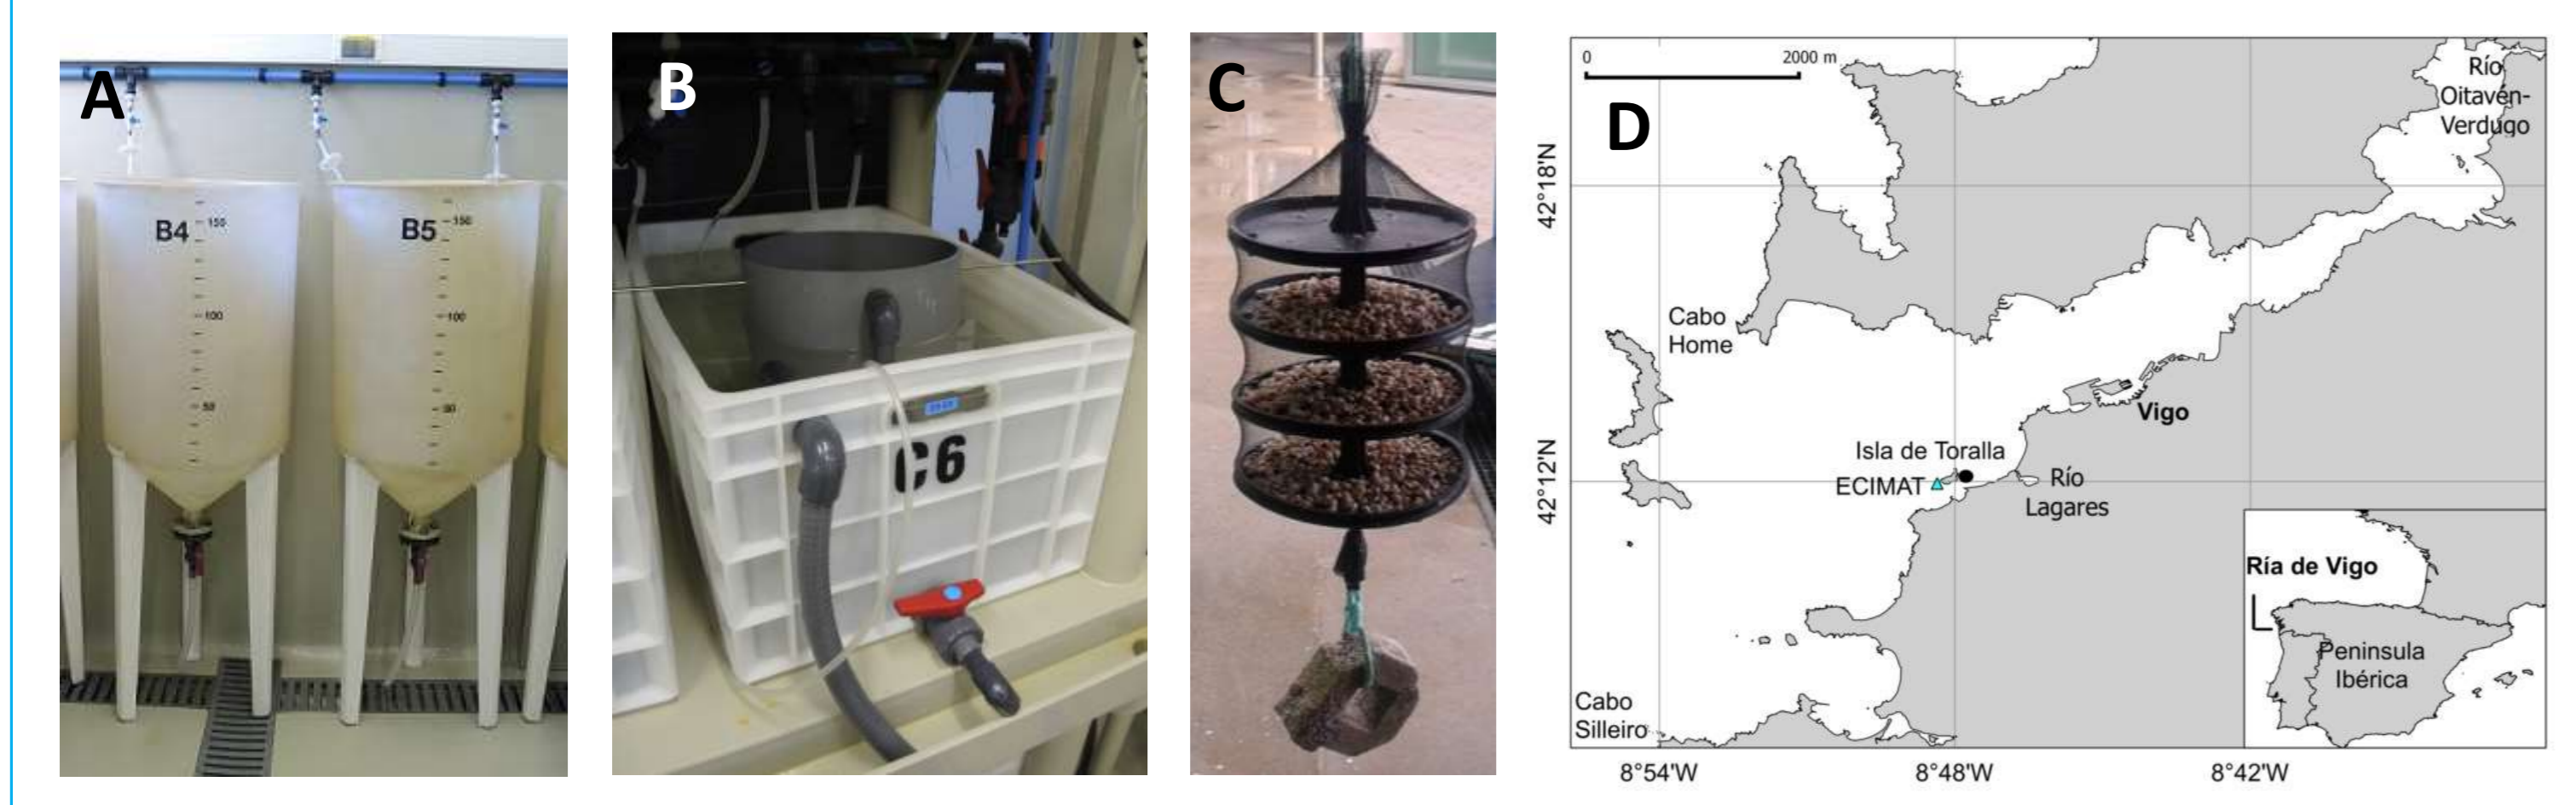 A
B4
150
100
50
B5
150
100
50
B
C6
C
0
2000 m
D
Río
Oitavén-
Verdugo
42°18'N
Cabo
Home
Vigo
Isla de Toralla
ECIMAT
Río
Lagares
42°12'N
Ría de Vigo
Peninsula
Ibérica
Cabo
Silleiro
8°54'W
8°48'W
8°42'W